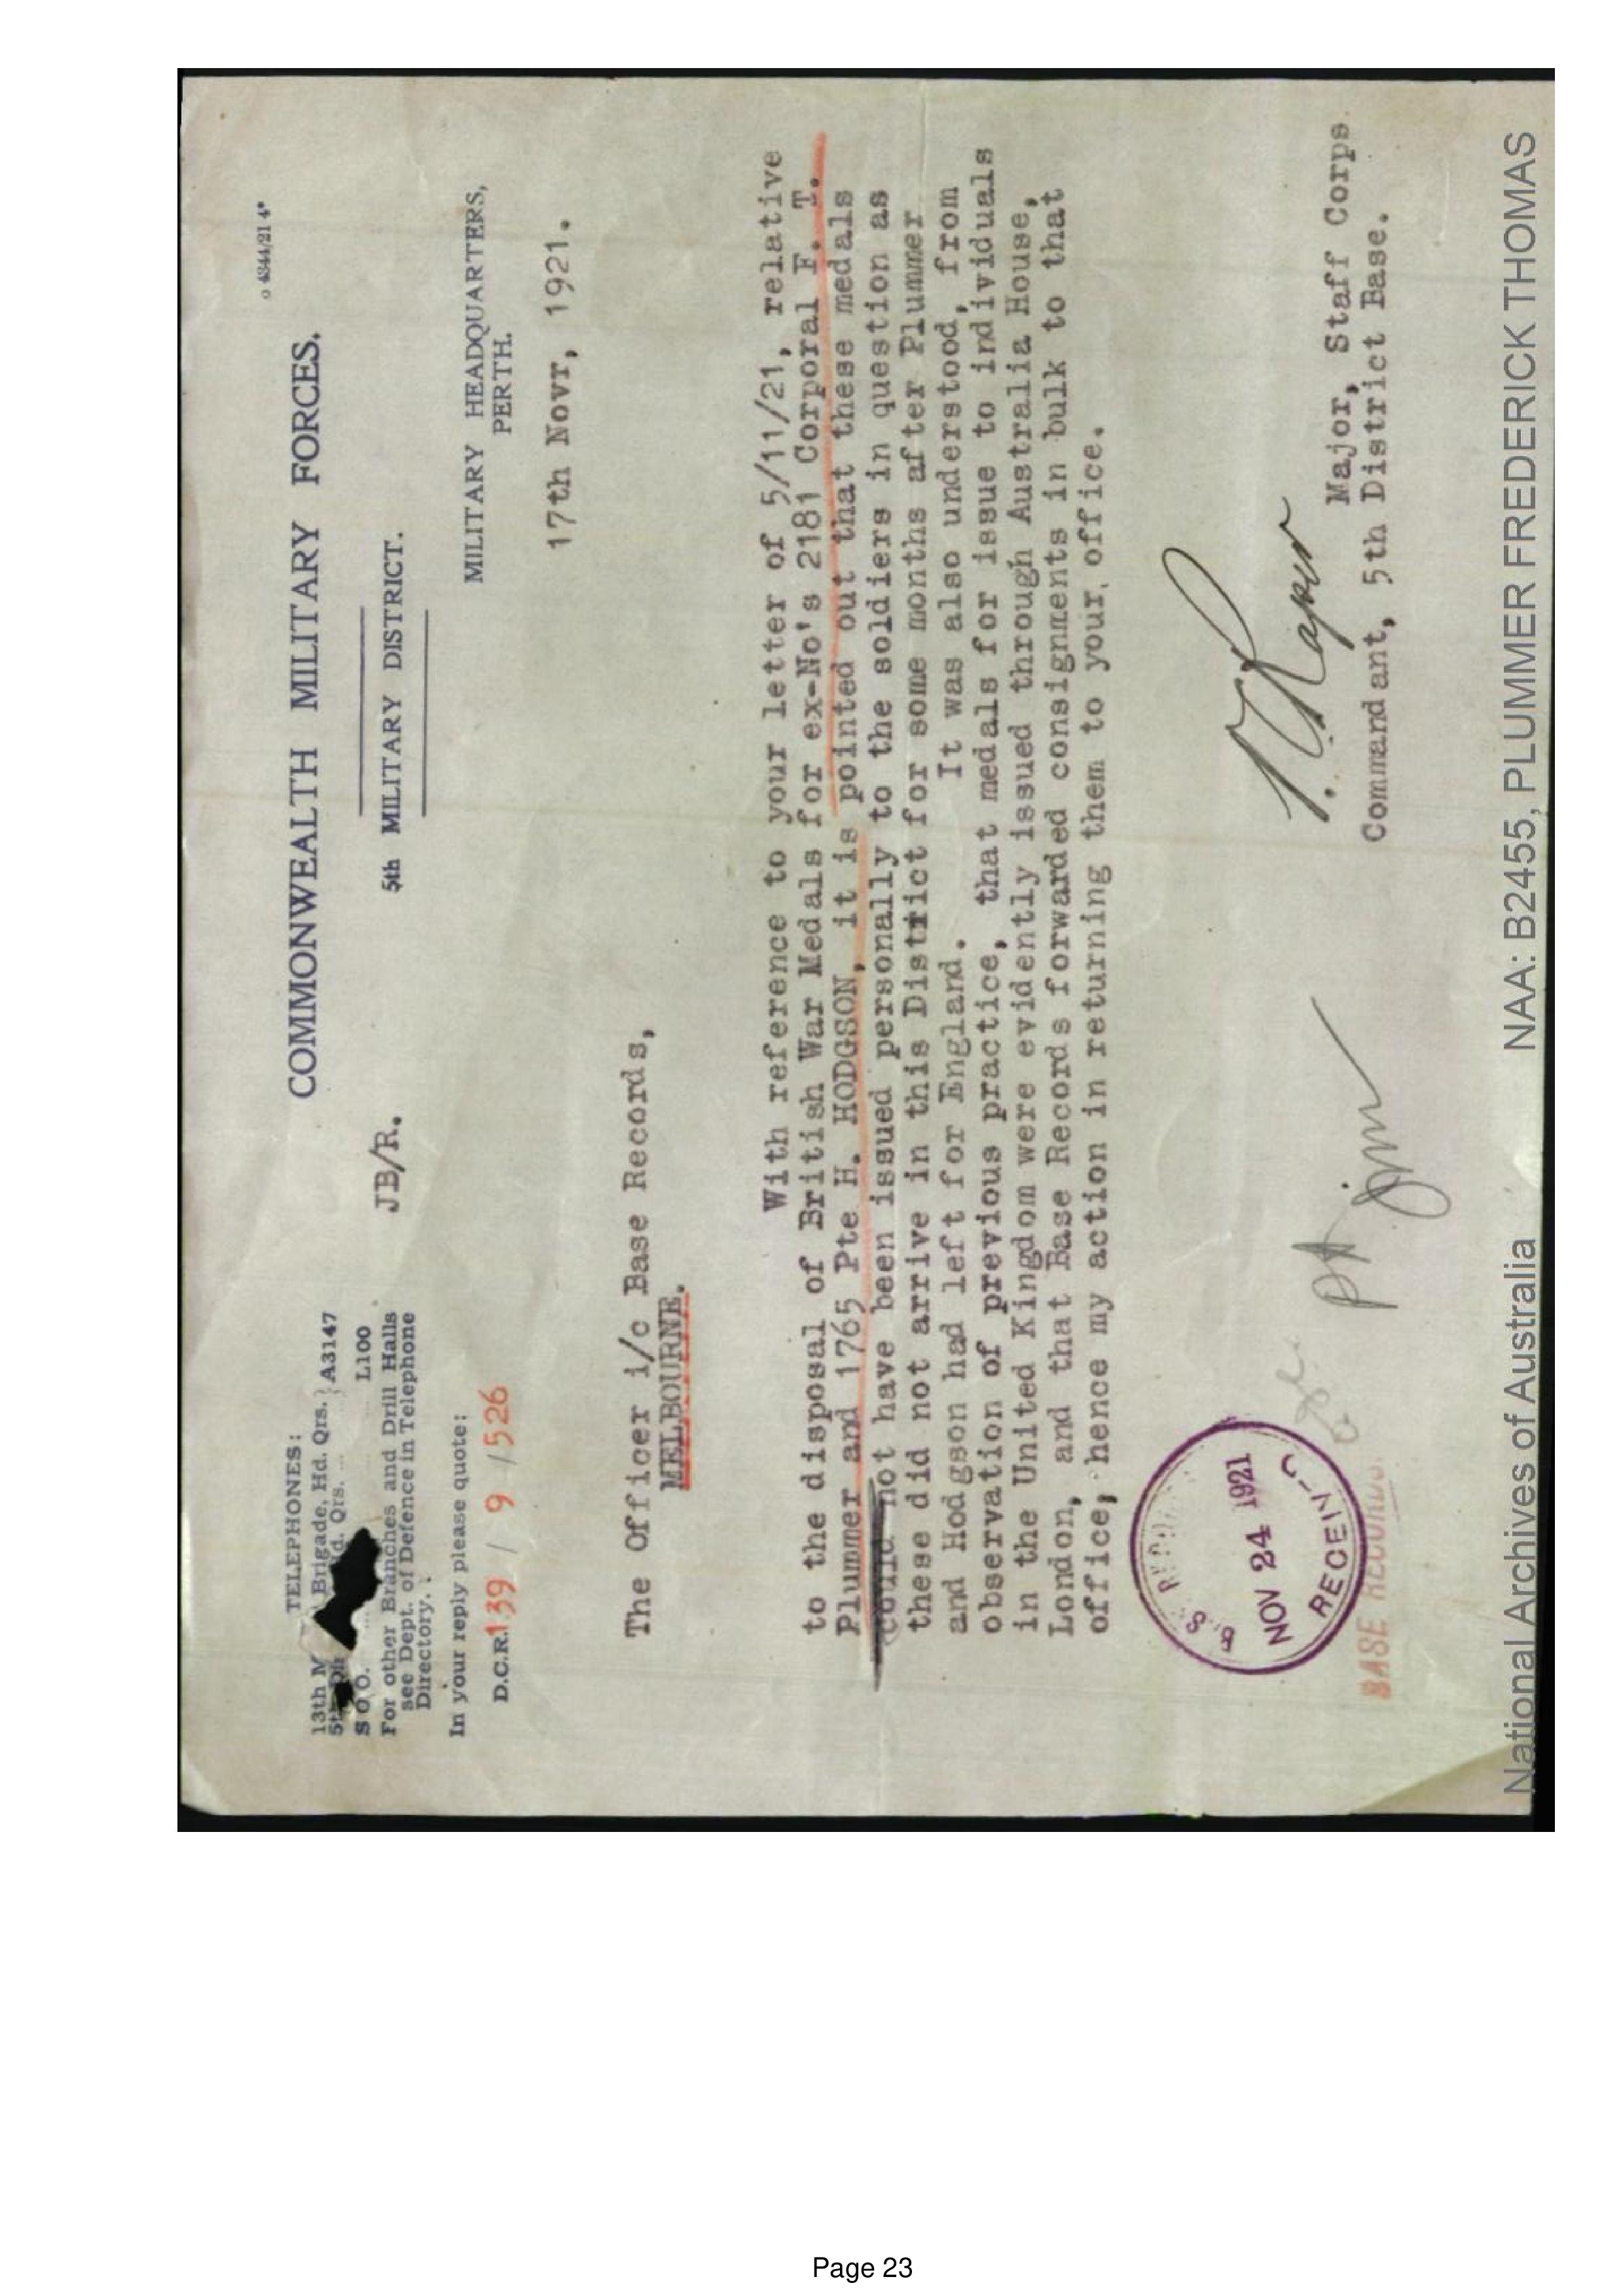 o 4344/21 4°
COMMONWEALTH MILITARY FORCES.
5th MILITARY DISTRICT.
TELEPHONES:
13th M Brigade, Hd. Qrs. } A3147
d. Qrs. ...
S O O. ... L100
For other Branches and Drill Halls
see Dept. of Defence in Telephone
Directory.
In your reply please quote:
D.C.R. 139 / 9 / 526
JB/R.
MILITARY HEADQUARTERS,
PERTH.
17th Novr, 1921.
The Officer i/c Base Records,
MELBOURNE.
With reference to your letter of 5/11/21, relative
to the disposal of British War Medals for ex-No's 2181 Corporal F. T.
Plummer and 1765 Pte H. HODGSON, it is pointed out that these medals
could not have been issued personally to the soldiers in question as
these did not arrive in this District for some months after Plummer
and Hodgson had left for England. It was also understood, from
observation of previous practice, that medals for issue to individuals
in the United Kingdom were evidently issued through Australia House,
London, and that Base Records forwarded consignments in bulk to that
office, hence my action in returning them to your office.
Major, Staff Corps.
Commandant, 5th District Base.
NOV 24 1921
BASE RECORDS.
National Archives of Australia
NAA: B2455, PLUMMER FREDERICK THOMAS
Page 23